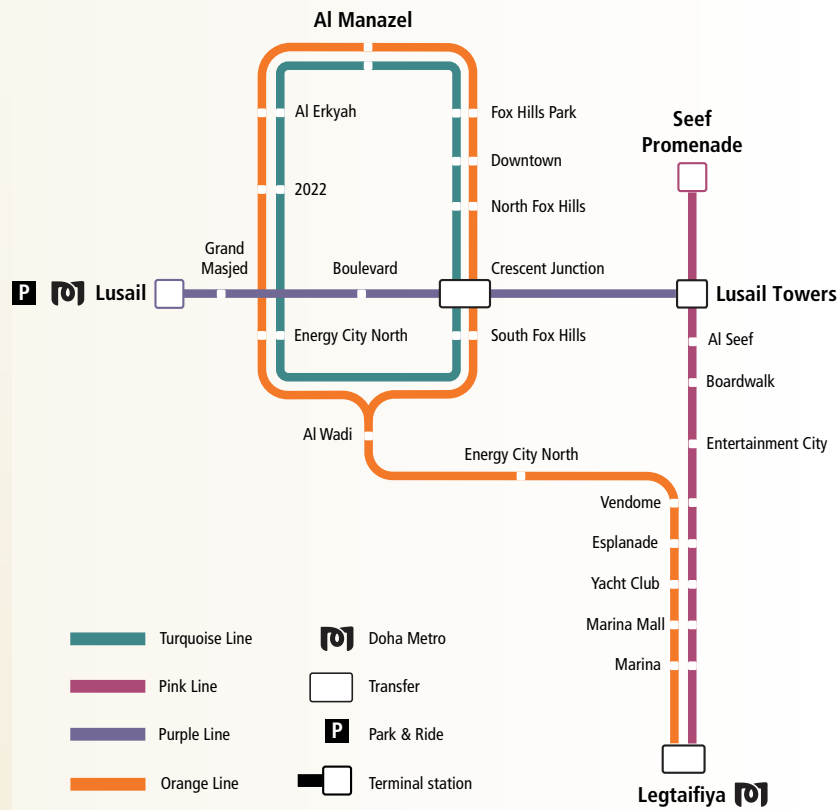 Al Manazel
Al Erkyah
Fox Hills Park
Seef
Promenade
Downtown
2022
North Fox Hills
Grand
Masjed
Boulevard
Crescent Junction
P
Lusail
Lusail Towers
Energy City North
South Fox Hills
Al Seef
Boardwalk
Al Wadi
Entertainment City
Energy City North
Vendome
Esplanade
Yacht Club
Marina Mall
Marina
Turquoise Line
Doha Metro
Pink Line
Transfer
Purple Line
P
Park & Ride
Orange Line
Terminal station
Legtaifiya